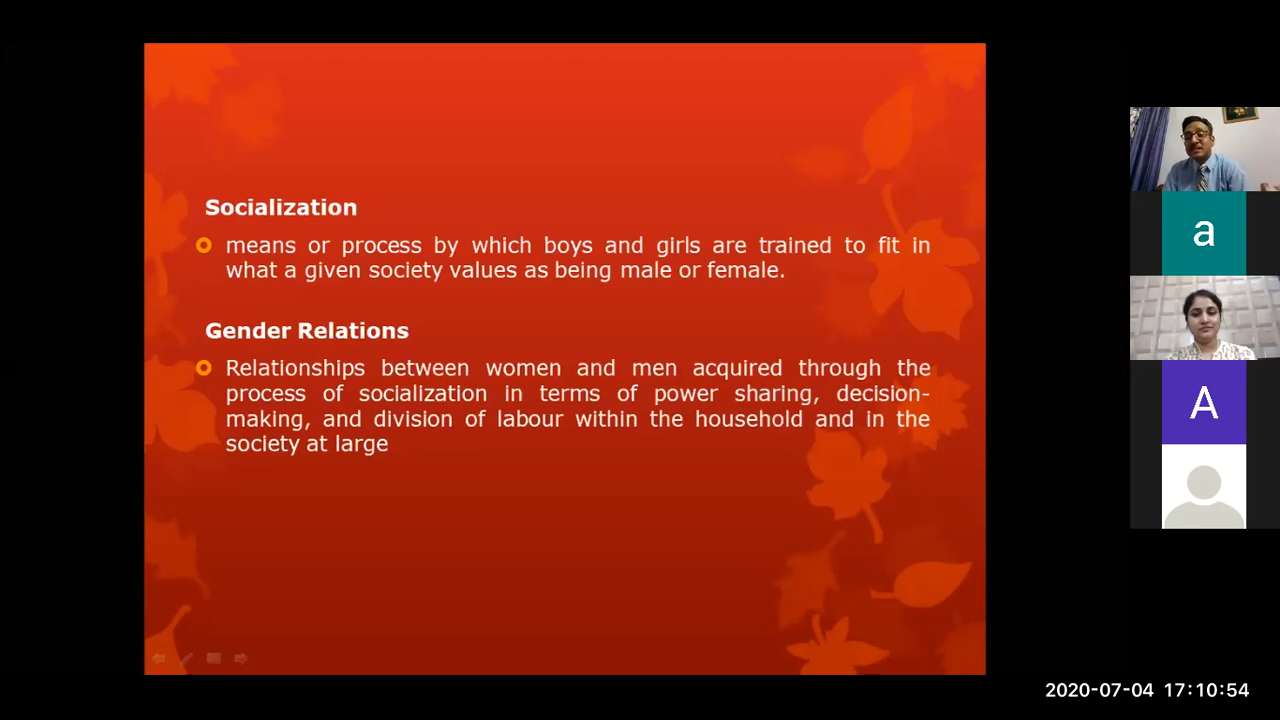 Socialization
means or process by which boys and girls are trained to fit in
what a given society values as being male or female.
Gender Relations
Relationships between women and men acquired through the
process of socialization in terms of power sharing, decision-
making, and division of labour within the household and in the
society at large
a
A
2020-07-04 17:10:54